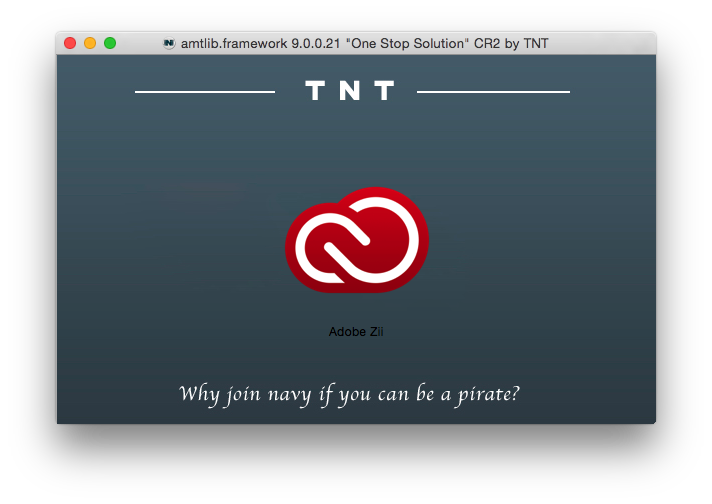 amtlib.framework 9.0.0.21 "One Stop Solution" CR2 by TNT
TNT
Adobe Zii
Why join navy if you can be a pirate?